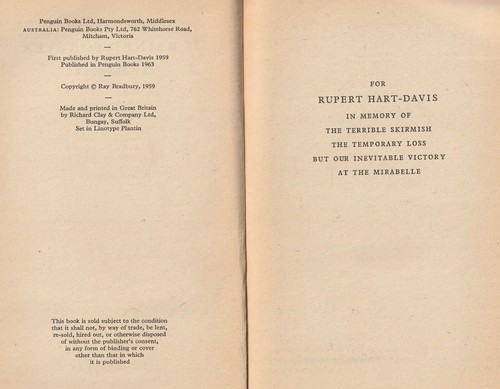 Penguin Books Ltd, Harmondsworth, Middlesex
AUSTRALIA: Penguin Books Pty Ltd, 762 Whitehorse Road,
Mitcham, Victoria
—
First published by Rupert Hart-Davis 1959
Published in Penguin Books 1963
—
Copyright © Ray Bradbury, 1959
—
Made and printed in Great Britain
by Richard Clay & Company Ltd,
Bungay, Suffolk
Set in Linotype Plantin
This book is sold subject to the condition
that it shall not, by way of trade, be lent,
re-sold, hired out, or otherwise disposed
of without the publisher's consent,
in any form of binding or cover
other than that in which
it is published
FOR
RUPERT HART-DAVIS
IN MEMORY OF
THE TERRIBLE SKIRMISH
THE TEMPORARY LOSS
BUT OUR INEVITABLE VICTORY
AT THE MIRABELLE